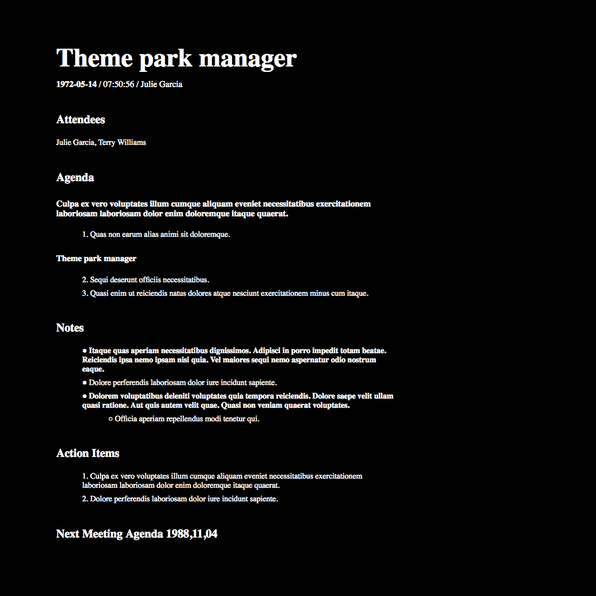 Theme park manager
1972-05-14 / 07:50:56 / Julie Garcia
Attendees
Julie Garcia, Terry Williams
Agenda
Culpa ex vero voluptates illum cumque aliquam eveniet necessitatibus exercitationem
laboriosam laboriosam dolor enim doloremque itaque quaerat.
1. Quas non earum alias animi sit doloremque.
Theme park manager
2. Sequi deserunt officiis necessitatibus.
3. Quasi enim ut reiciendis natus dolores atque nesciunt exercitationem minus cum itaque.
Notes
● Itaque quas aperiam necessitatibus dignissimos. Adipisci in porro impedit totam beatae.
Reiciendis ipsa nemo ipsam nisi quia. Vel maiores sequi nemo aspernatur odio nostrum
eaque.
● Dolore perferendis laboriosam dolor iure incidunt sapiente.
● Dolorem voluptatibus deleniti voluptates quia tempora reiciendis. Dolore saepe velit ullam
quasi ratione. Aut quis autem velit quae. Quasi non veniam quaerat voluptates.
○ Officia aperiam repellendus modi tenetur qui.
Action Items
1. Culpa ex vero voluptates illum cumque aliquam eveniet necessitatibus exercitationem
laboriosam laboriosam dolor enim doloremque itaque quaerat.
2. Dolore perferendis laboriosam dolor iure incidunt sapiente.
Next Meeting Agenda 1988,11,04